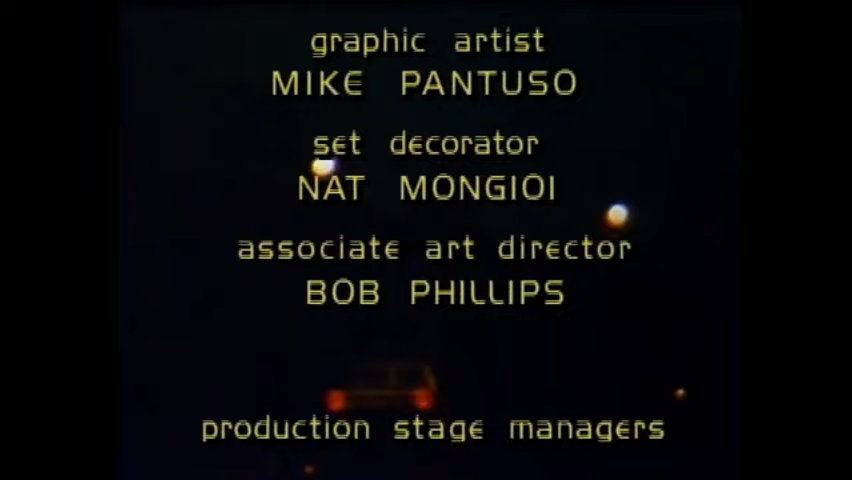 graphic artist
MIKE PANTUSO
set decorator
NAT MONGIOI
associate art director
BOB PHILLIPS
production stage managers